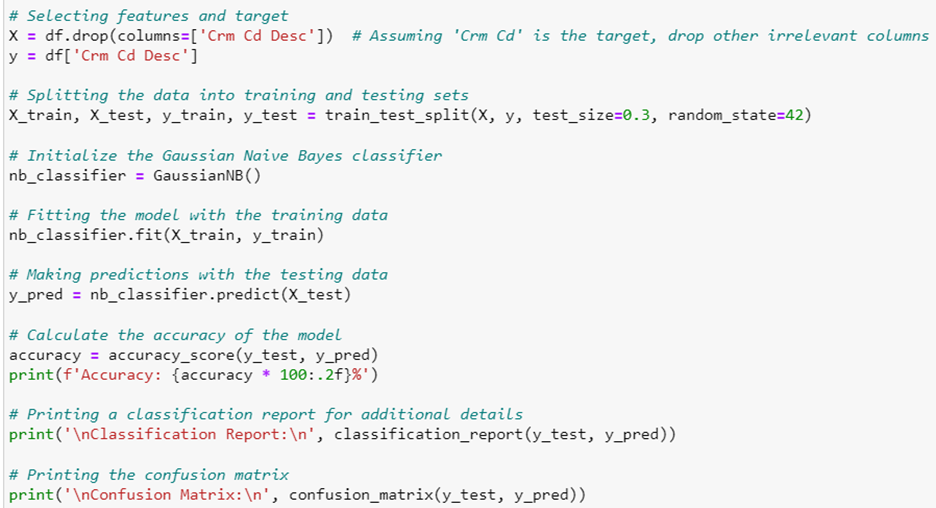 # Selecting features and target
X = df.drop(columns=['Crm Cd Desc'])  # Assuming 'Crm Cd' is the target, drop other irrelevant columns
y = df['Crm Cd Desc']
# Splitting the data into training and testing sets
X_train, X_test, y_train, y_test = train_test_split(X, y, test_size=0.3, random_state=42)
# Initialize the Gaussian Naive Bayes classifier
nb_classifier = GaussianNB()
# Fitting the model with the training data
nb_classifier.fit(X_train, y_train)
# Making predictions with the testing data
y_pred = nb_classifier.predict(X_test)
# Calculate the accuracy of the model
accuracy = accuracy_score(y_test, y_pred)
print(f'Accuracy: {accuracy * 100:.2f}%')
# Printing a classification report for additional details
print('\nClassification Report:\n', classification_report(y_test, y_pred))
# Printing the confusion matrix
print('\nConfusion Matrix:\n', confusion_matrix(y_test, y_pred))